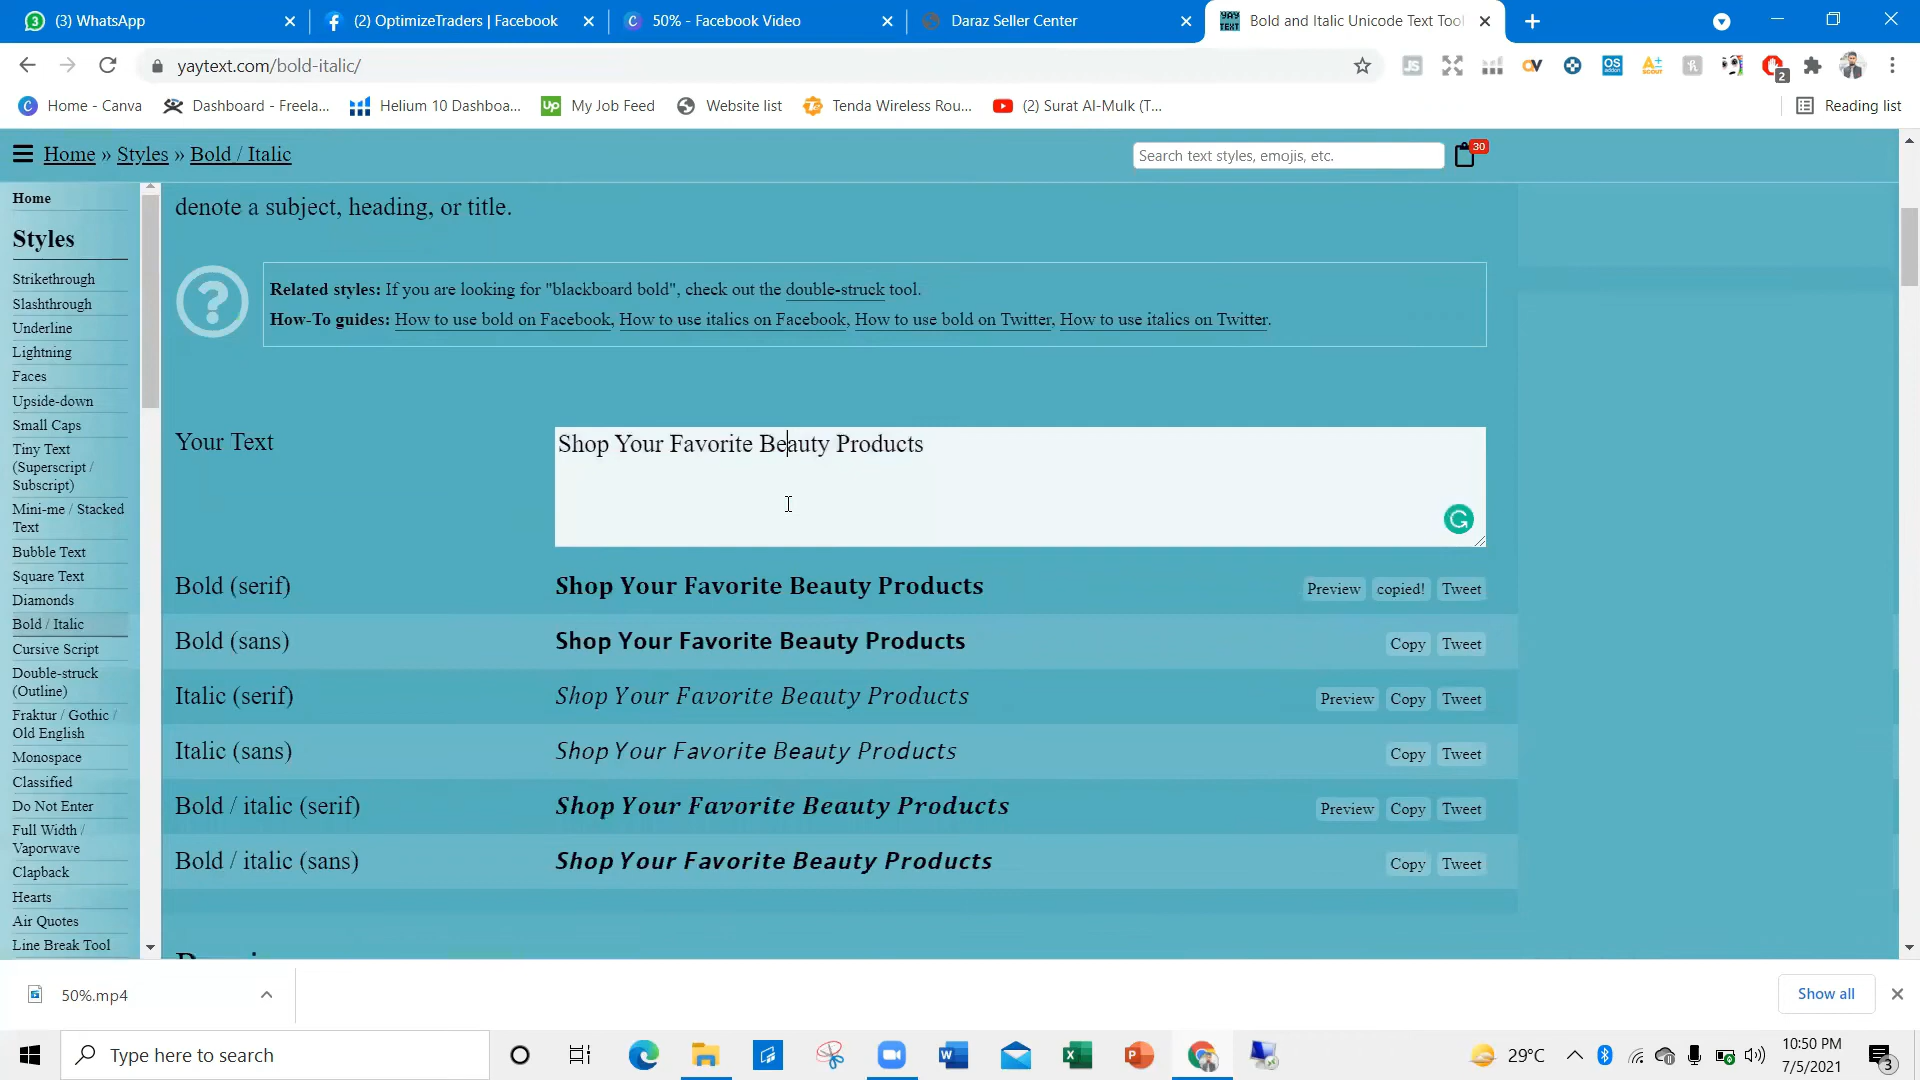 (3) WhatsApp
(2) OptimizeTraders | Facebook
50% - Facebook Video
Daraz Seller Center
Bold and Italic Unicode Text Tool
yaytext.com/bold-italic/
Home - Canva
Dashboard - Freela...
Helium 10 Dashboa...
My Job Feed
Website list
Tenda Wireless Rou...
(2) Surat Al-Mulk (T...
Reading list
Home » Styles » Bold / Italic
Search text styles, emojis, etc.
30
Home
Styles
Strikethrough
Slashthrough
Underline
Lightning
Faces
Upside-down
Small Caps
Tiny Text
(Superscript /
Subscript)
Mini-me / Stacked
Text
Bubble Text
Square Text
Diamonds
Bold / Italic
Cursive Script
Double-struck
(Outline)
Fraktur / Gothic /
Old English
Monospace
Classified
Do Not Enter
Full Width /
Vaporwave
Clapback
Hearts
Air Quotes
Line Break Tool
denote a subject, heading, or title.
Related styles: If you are looking for "blackboard bold", check out the double-struck tool.
How-To guides: How to use bold on Facebook, How to use italics on Facebook, How to use bold on Twitter, How to use italics on Twitter.
Your Text
Shop Your Favorite Beauty Products
Bold (serif) Shop Your Favorite Beauty Products Preview copied! Tweet
Bold (sans) Shop Your Favorite Beauty Products Copy Tweet
Italic (serif) Shop Your Favorite Beauty Products Preview Copy Tweet
Italic (sans) Shop Your Favorite Beauty Products Copy Tweet
Bold / italic (serif) Shop Your Favorite Beauty Products Preview Copy Tweet
Bold / italic (sans) Shop Your Favorite Beauty Products Copy Tweet
50%.mp4
Show all
Type here to search
29°C
10:50 PM
7/5/2021
3